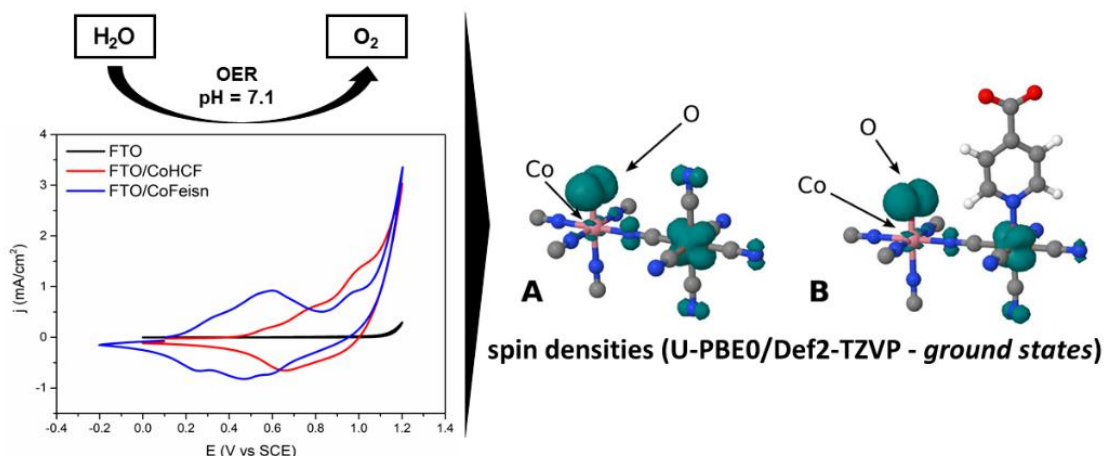 H₂O
O₂
OER
pH = 7.1
4
3
2
1
0
-1
j (mA/cm²)
FTO
FTO/CoHCF
FTO/CoFeisn
-0.2 0.0 0.2 0.4 0.6 0.8 1.0 1.2 1.4
E (V vs SCE)
O
Co
A
O
Co
B
spin densities (U-PBE0/Def2-TZVP - ground states)